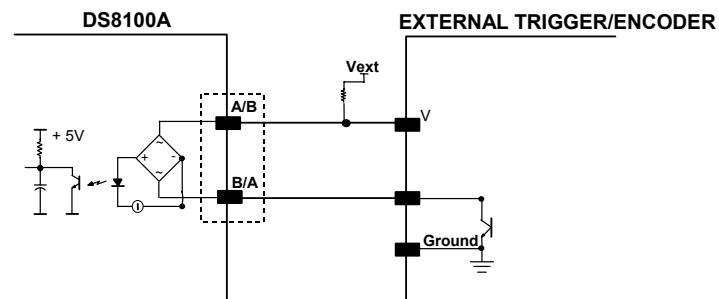 DS8100A
EXTERNAL TRIGGER/ENCODER
Vext
A/B
V
+ 5V
+ -
~
~
B/A
I
Ground